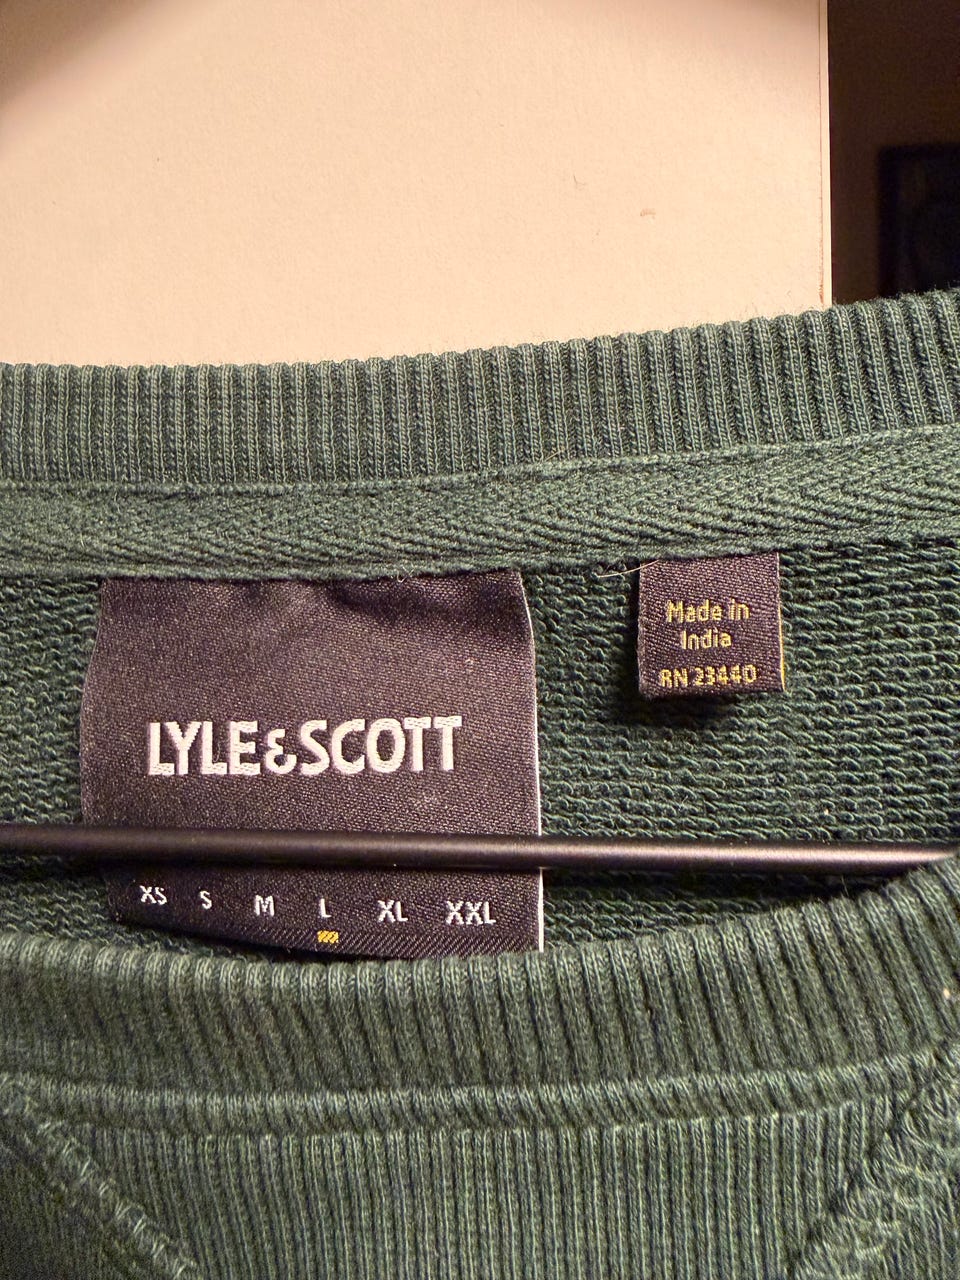 LYLE&SCOTT
XS S M L XL XXL
Made in
India
RN 23440